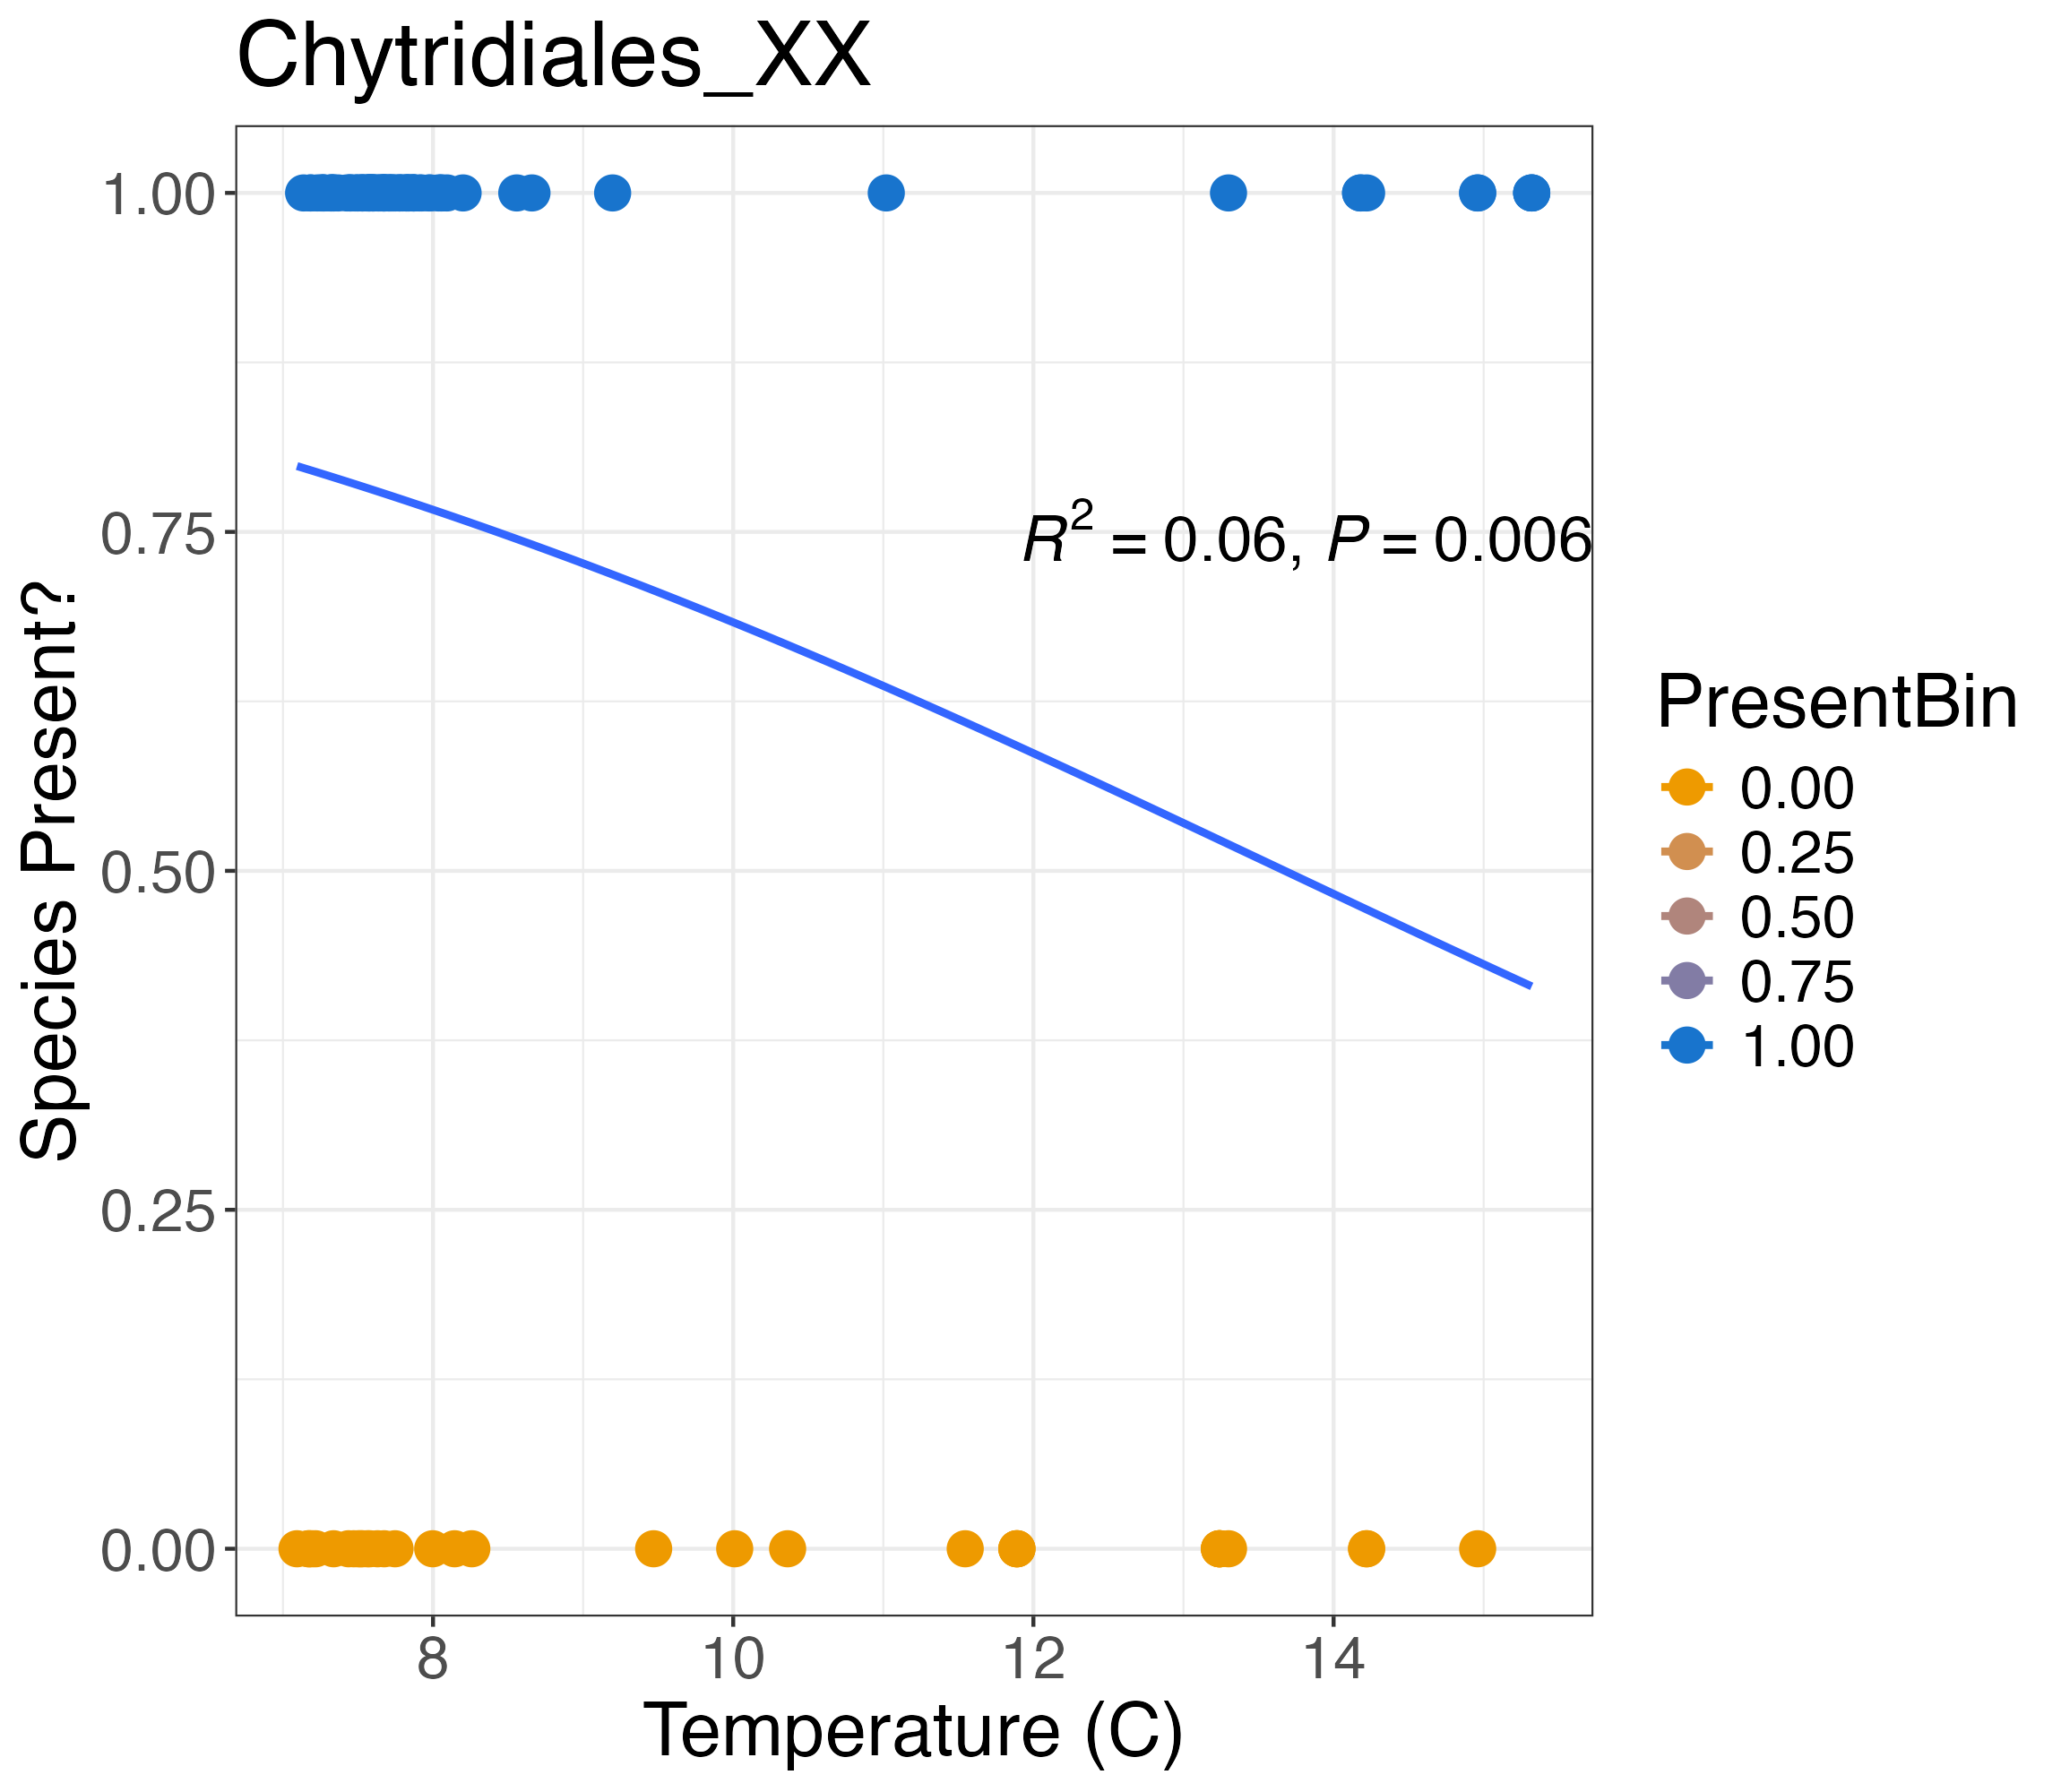 Chytridiales_XX
1.00
0.75
0.50
0.25
0.00
Species Present?
R² = 0.06, P = 0.006
8 10 12 14
Temperature (C)
PresentBin
0.00
0.25
0.50
0.75
1.00